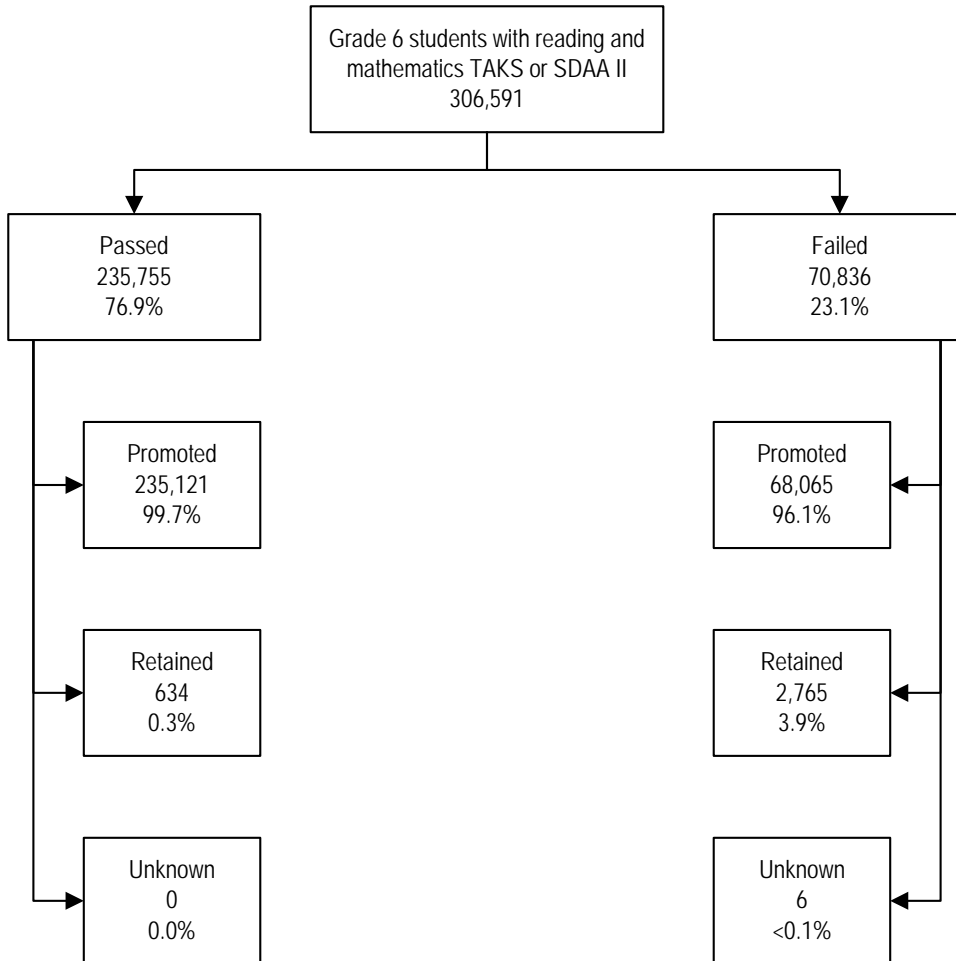 Grade 6 students with reading and
mathematics TAKS or SDAA II
306,591
Passed
235,755
76.9%
Failed
70,836
23.1%
Promoted
235,121
99.7%
Promoted
68,065
96.1%
Retained
634
0.3%
Retained
2,765
3.9%
Unknown
0
0.0%
Unknown
6
<0.1%